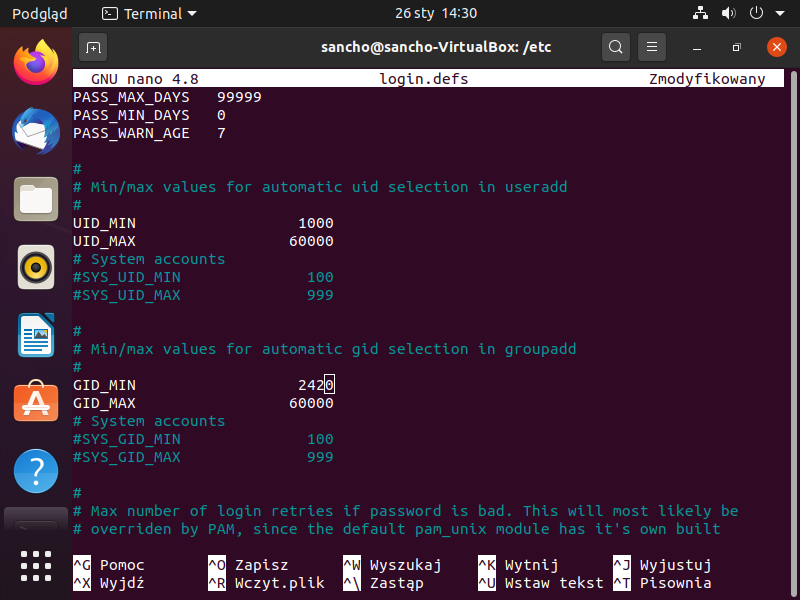 Podgląd Terminal 26 sty 14:30
sancho@sancho-VirtualBox: /etc
GNU nano 4.8 login.defs Zmodyfikowany
PASS_MAX_DAYS 99999
PASS_MIN_DAYS 0
PASS_WARN_AGE 7
#
# Min/max values for automatic uid selection in useradd
#
UID_MIN 1000
UID_MAX 60000
# System accounts
#SYS_UID_MIN 100
#SYS_UID_MAX 999
#
# Min/max values for automatic gid selection in groupadd
#
GID_MIN 2420
GID_MAX 60000
# System accounts
#SYS_GID_MIN 100
#SYS_GID_MAX 999
#
# Max number of login retries if password is bad. This will most likely be
# overriden by PAM, since the default pam_unix module has it's own built
^G Pomoc ^O Zapisz ^W Wyszukaj ^K Wytnij ^J Wyjustuj
^X Wyjdź ^R Wczyt.plik ^\ Zastąp ^U Wstaw tekst ^T Pisownia